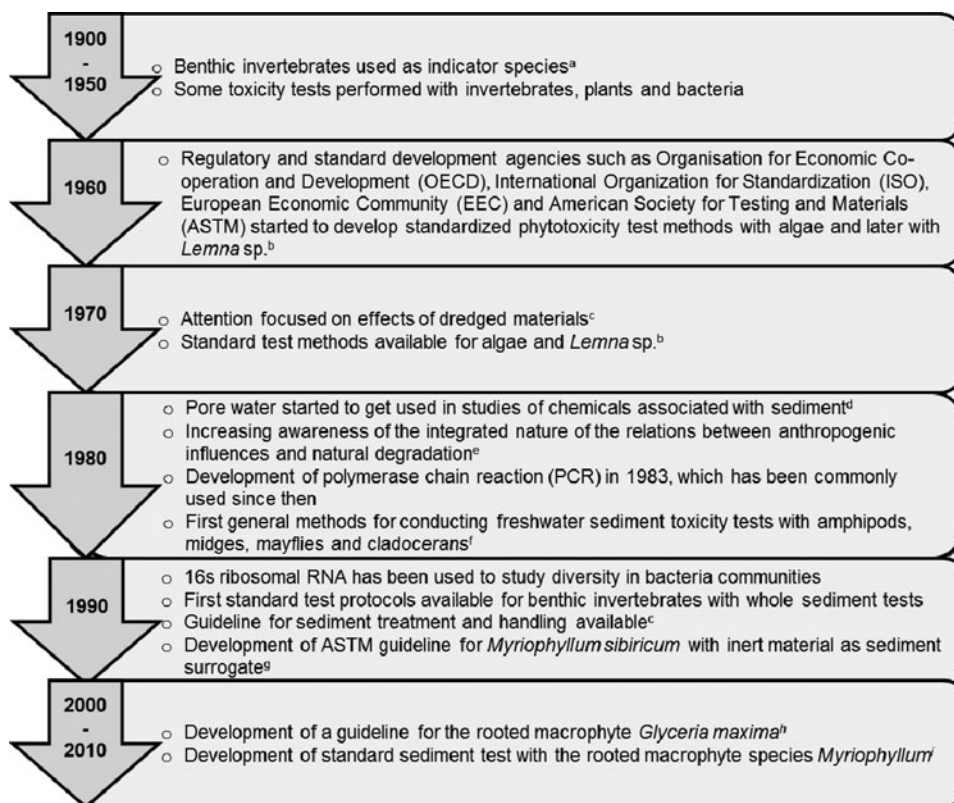 1900
-
1950
o Benthic invertebrates used as indicator speciesᵃ
o Some toxicity tests performed with invertebrates, plants and bacteria
1960
o Regulatory and standard development agencies such as Organisation for Economic Co-
operation and Development (OECD), International Organization for Standardization (ISO),
European Economic Community (EEC) and American Society for Testing and Materials
(ASTM) started to develop standardized phytotoxicity test methods with algae and later with
Lemna sp.ᵇ
1970
o Attention focused on effects of dredged materialsᶜ
o Standard test methods available for algae and Lemna sp.ᵇ
1980
o Pore water started to get used in studies of chemicals associated with sedimentᵈ
o Increasing awareness of the integrated nature of the relations between anthropogenic
influences and natural degradationᵉ
o Development of polymerase chain reaction (PCR) in 1983, which has been commonly
used since then
o First general methods for conducting freshwater sediment toxicity tests with amphipods,
midges, mayflies and cladoceransᶠ
1990
o 16s ribosomal RNA has been used to study diversity in bacteria communities
o First standard test protocols available for benthic invertebrates with whole sediment tests
o Guideline for sediment treatment and handling availableᶜ
o Development of ASTM guideline for Myriophyllum sibiricum with inert material as sediment
surrogateᵍ
2000
-
2010
o Development of a guideline for the rooted macrophyte Glyceria maximaʰ
o Development of standard sediment test with the rooted macrophyte species Myriophyllumⁱ